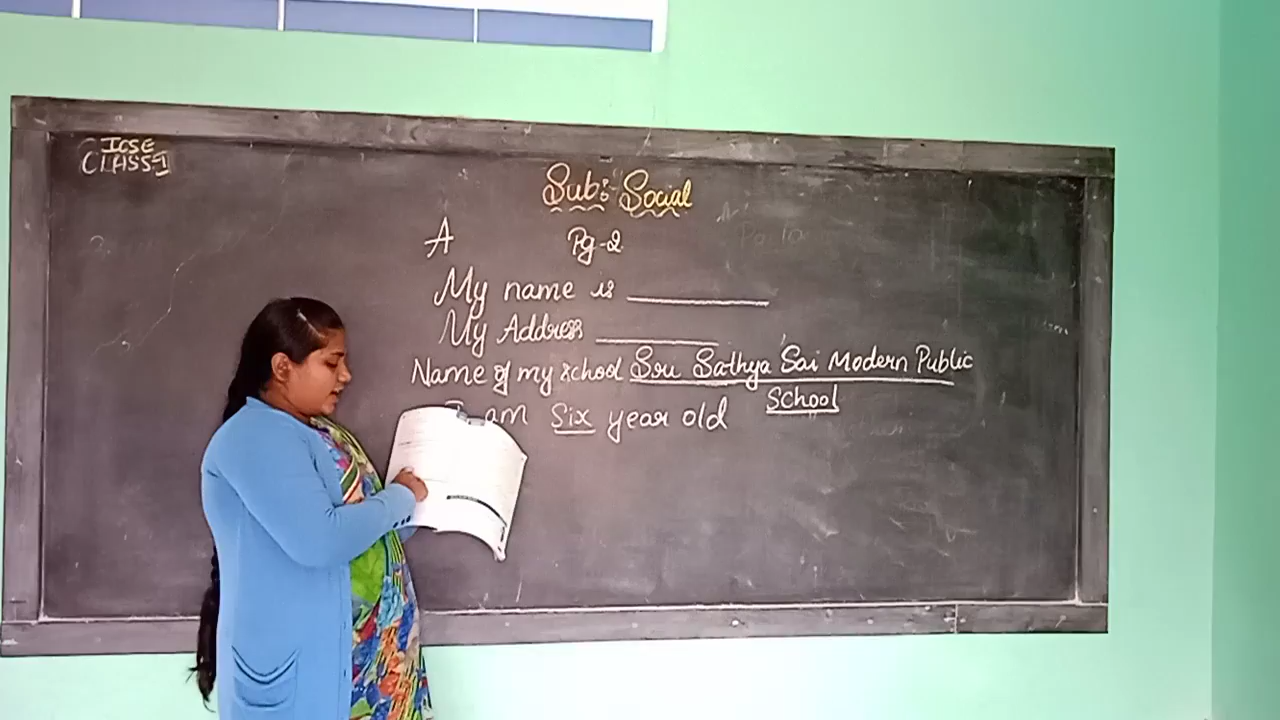 ICSE
CLASS-1
Sub: Social
A
Pg-2
My name is
My Address
Name of my school Sri Sathya Sai Modern Public
School
I am Six year old